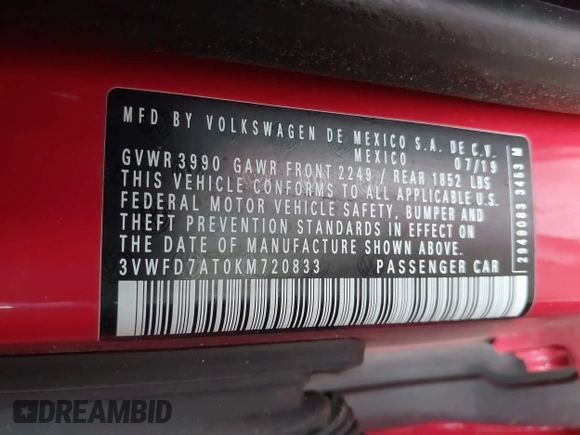 MFD BY VOLKSWAGEN DE MEXICO S.A. DE C.V.
MEXICO 07/19
GVWR 3990 GAWR FRONT 2249 / REAR 1852 LBS
THIS VEHICLE CONFORMS TO ALL APPLICABLE U.S.
FEDERAL MOTOR VEHICLE SAFETY, BUMPER AND
THEFT PREVENTION STANDARDS IN EFFECT ON
THE DATE OF MANUFACTURE SHOWN ABOVE.
3VWFD7AT0KM720833 PASSENGER CAR
2949083 3463 M
DREAMBID